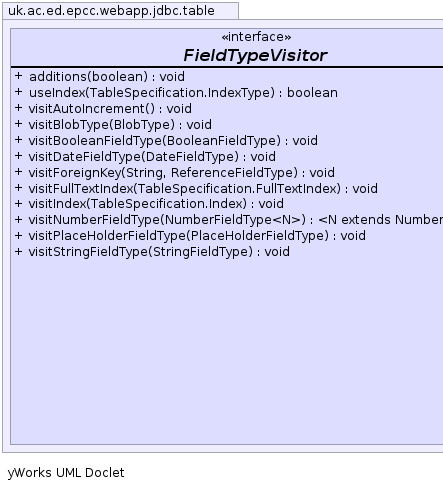 uk.ac.ed.epcc.webapp.jdbc.table
«interface»
FieldTypeVisitor
+ additions(boolean) : void
+ useIndex(TableSpecification.IndexType) : boolean
+ visitAutoIncrement() : void
+ visitBlobType(BlobType) : void
+ visitBooleanFieldType(BooleanFieldType) : void
+ visitDateFieldType(DateFieldType) : void
+ visitForeignKey(String, ReferenceFieldType) : void
+ visitFullTextIndex(TableSpecification.FullTextIndex) : void
+ visitIndex(TableSpecification.Index) : void
+ visitNumberFieldType(NumberFieldType<N>) : <N extends Number
+ visitPlaceHolderFieldType(PlaceHolderFieldType) : void
+ visitStringFieldType(StringFieldType) : void
yWorks UML Doclet